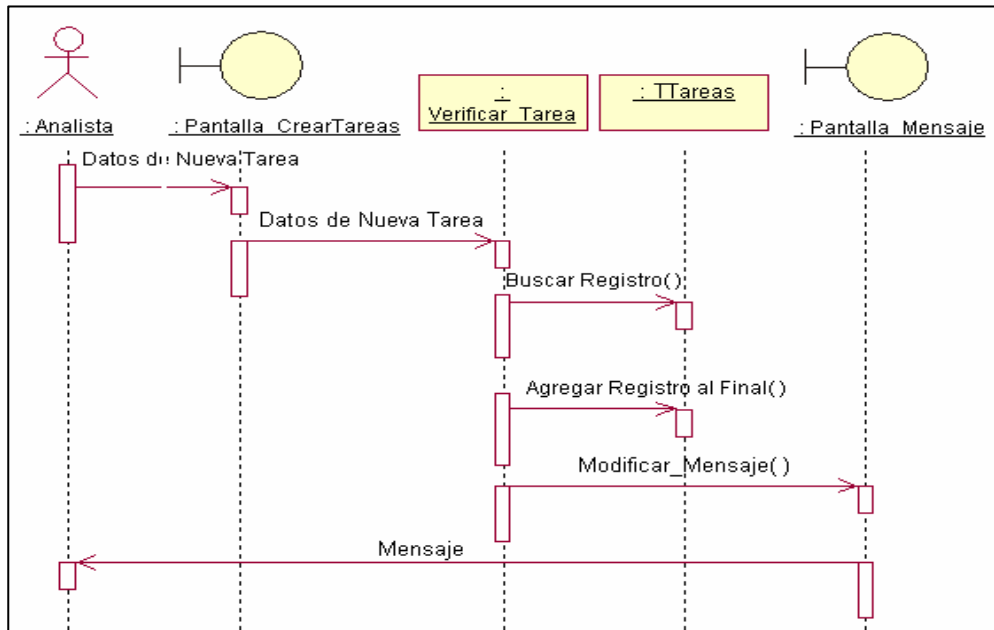 : Analista
: Pantalla_CrearTareas
:
Verificar_Tarea
: TTareas
: Pantalla_Mensaje
Datos de Nueva Tarea
Datos de Nueva Tarea
Buscar Registro()
Agregar Registro al Final()
Modificar_Mensaje()
Mensaje